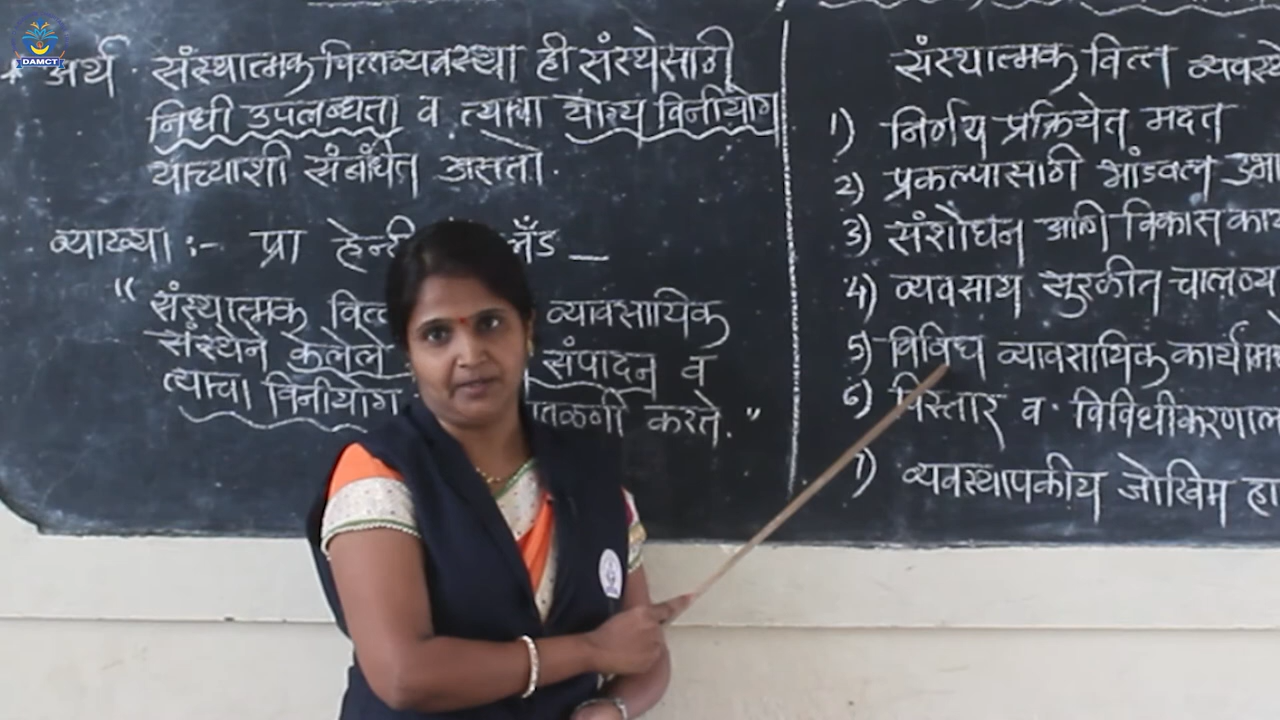 DAMCT
अर्थ संस्थात्मक वित्तव्यवस्था ही संस्थेसाठी
निधी उपलब्धता व त्याचा योग्य विनीयोग
याच्याशी संबंधित असते.
व्याख्या :- प्रा हेन्री लँड –
"संस्थात्मक वित्त व्यावसायिक
संस्थेने केलेले संपादन व
त्याचा विनीयोग करते."
संस्थात्मक वित्त
1) निर्णय प्रक्रियेत मदत
2) प्रकल्पासाठी भांडवल
3) संशोधन आणि विकास
4) व्यवसाय सुरळीत
5) विविध व्यावसायिक
6) विस्तार व विविधीकरणाल
7) व्यवस्थापकीय जोखिम